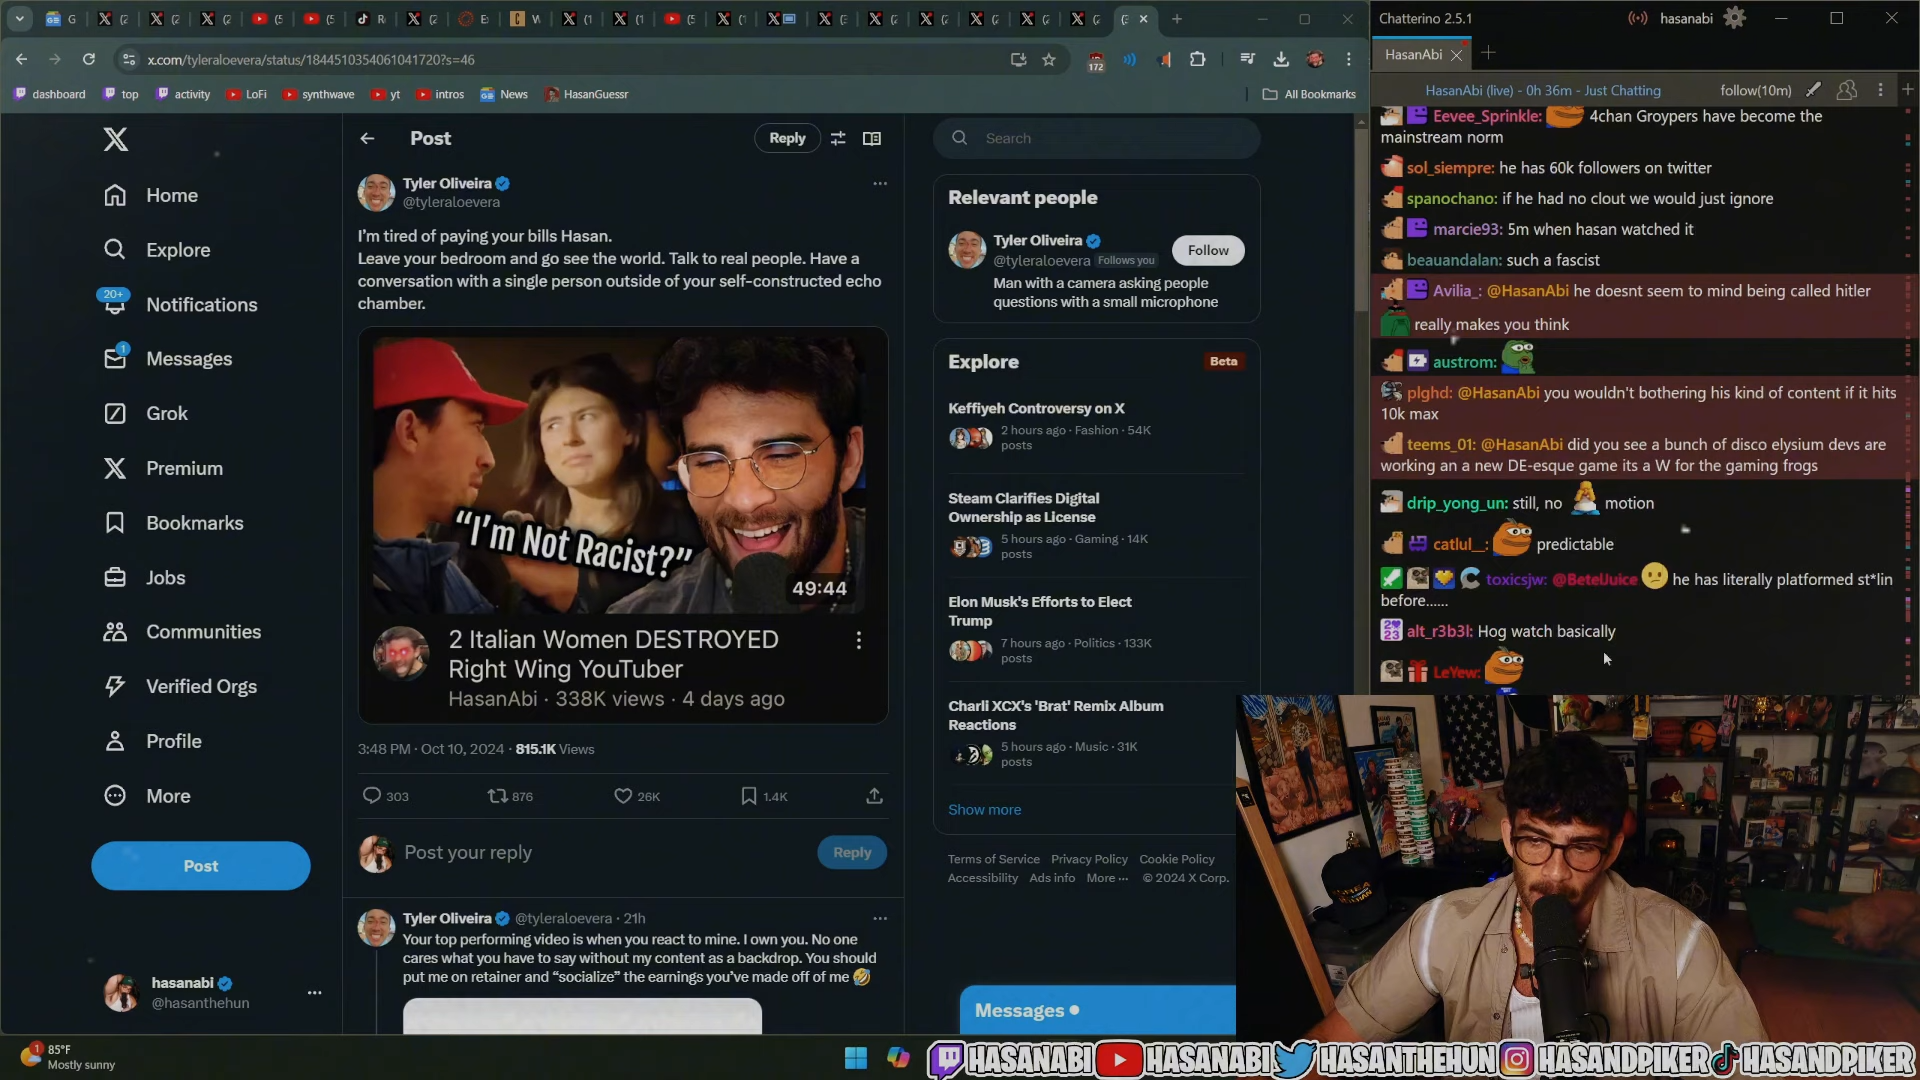 x.com/tyleraloevera/status/1844510354061041720?s=46
172
dashboard
top
activity
LoFi
synthwave
yt
intros
News
HasanGuessr
All Bookmarks
Home
Explore
20+
Notifications
1
Messages
Grok
Premium
Bookmarks
Jobs
Communities
Verified Orgs
Profile
More
Post
hasanabi
@hasanthehun
Post
Reply
Tyler Oliveira
@tyleraloevera
I'm tired of paying your bills Hasan.
Leave your bedroom and go see the world. Talk to real people. Have a
conversation with a single person outside of your self-constructed echo
chamber.
"I'm Not Racist?"
49:44
2 Italian Women DESTROYED
Right Wing YouTuber
HasanAbi · 338K views · 4 days ago
3:48 PM · Oct 10, 2024 · 815.1K Views
303
876
26K
1.4K
Post your reply
Reply
Tyler Oliveira @tyleraloevera · 21h
Your top performing video is when you react to mine. I own you. No one
cares what you have to say without my content as a backdrop. You should
put me on retainer and “socialize” the earnings you've made off of me 🤣
Search
Relevant people
Tyler Oliveira
@tyleraloevera Follows you
Follow
Man with a camera asking people
questions with a small microphone
Explore
Beta
Keffiyeh Controversy on X
2 hours ago · Fashion · 54K
posts
Steam Clarifies Digital
Ownership as License
5 hours ago · Gaming · 14K
posts
Elon Musk's Efforts to Elect
Trump
7 hours ago · Politics · 133K
posts
Charli XCX's 'Brat' Remix Album
Reactions
5 hours ago · Music · 31K
posts
Show more
Terms of Service Privacy Policy Cookie Policy
Accessibility Ads info More ··· © 2024 X Corp.
Messages
Chatterino 2.5.1
hasanabi
HasanAbi
HasanAbi (live) - 0h 36m - Just Chatting
follow(10m)
Eevee_Sprinkle: 4chan Groypers have become the
mainstream norm
sol_siempre: he has 60k followers on twitter
spanochano: if he had no clout we would just ignore
marcie93: 5m when hasan watched it
beauandalan: such a fascist
Avilia_: @HasanAbi he doesnt seem to mind being called hitler
really makes you think
austrom:
plghd: @HasanAbi you wouldn't bothering his kind of content if it hits
10k max
teems_01: @HasanAbi did you see a bunch of disco elysium devs are
working an a new DE-esque game its a W for the gaming frogs
drip_yong_un: still, no motion
catlul__: predictable
toxicsjw: @BetelJuice he has literally platformed st*lin
before......
alt_r3b3l: Hog watch basically
LeYew:
1
85°F
Mostly sunny
HASANABI
HASANABI
HASANTHEHUN
HASANDPIKER
HASANDPIKER